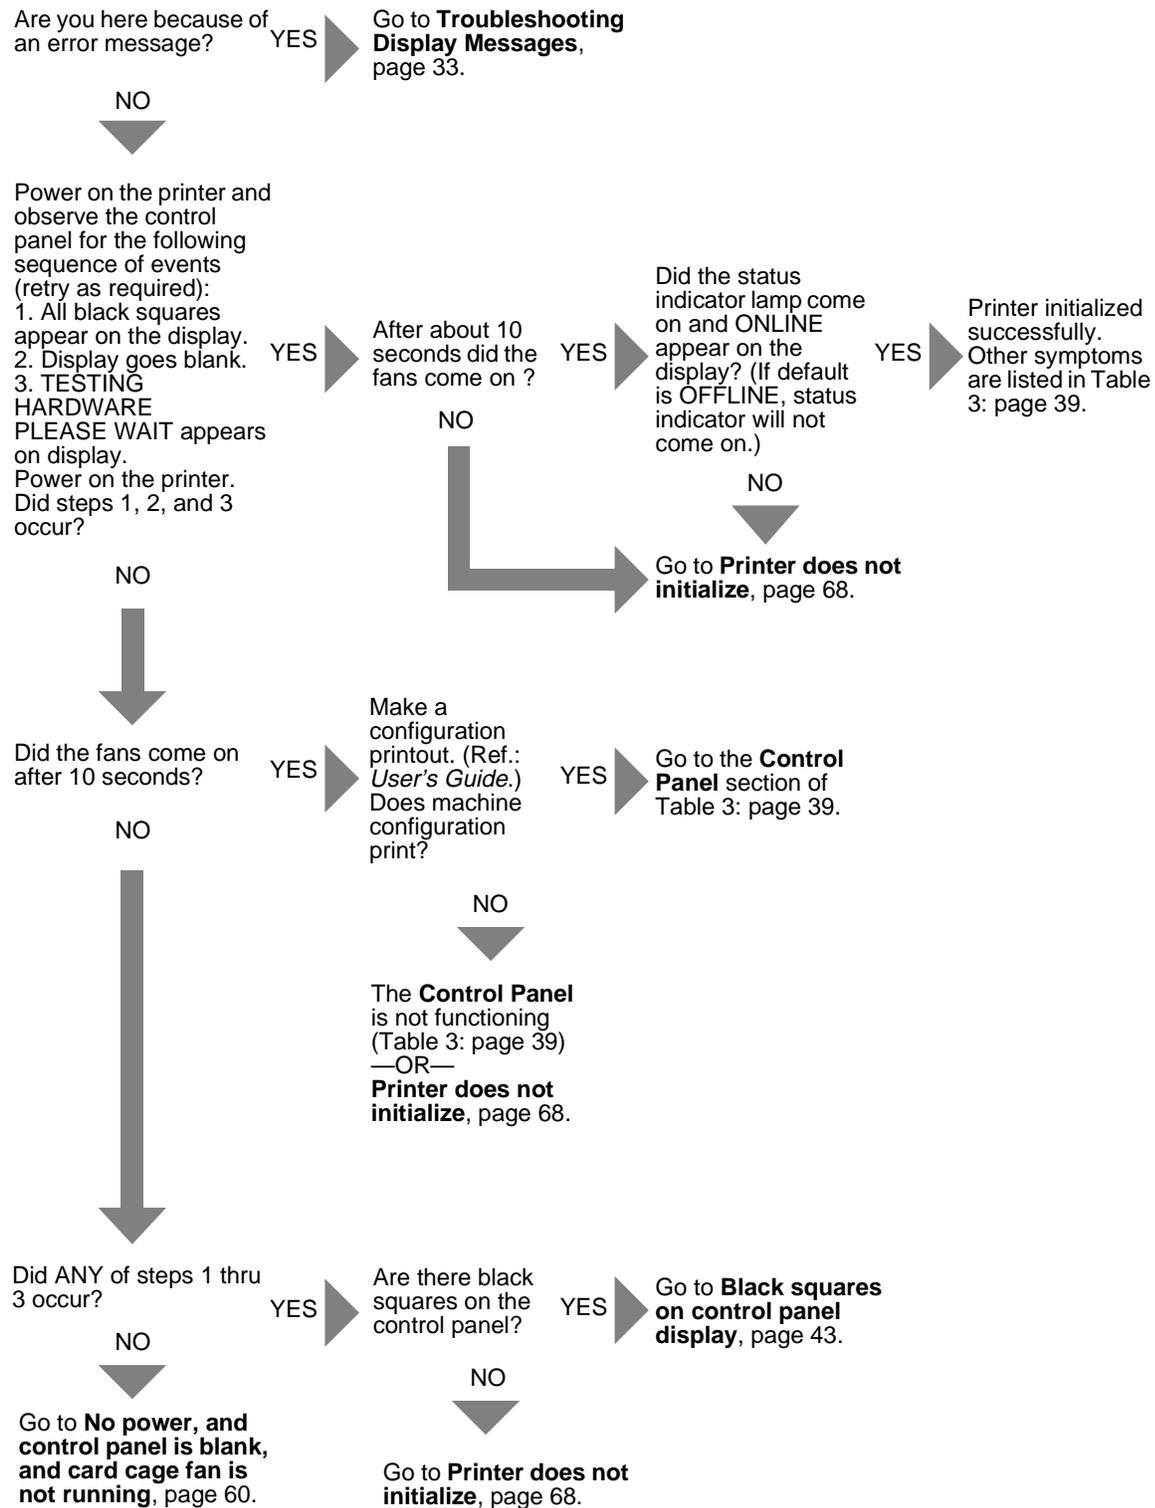 Are you here because of
an error message?
YES
Go to Troubleshooting
Display Messages,
page 33.
NO
Power on the printer and
observe the control
panel for the following
sequence of events
(retry as required):
1. All black squares
appear on the display.
2. Display goes blank.
3. TESTING
HARDWARE
PLEASE WAIT appears
on display.
Power on the printer.
Did steps 1, 2, and 3
occur?
YES
After about 10
seconds did the
fans come on ?
YES
Did the status
indicator lamp come
on and ONLINE
appear on the
display? (If default
is OFFLINE, status
indicator will not
come on.)
YES
Printer initialized
successfully.
Other symptoms
are listed in Table
3: page 39.
NO
NO
Go to Printer does not
initialize, page 68.
NO
Did the fans come on
after 10 seconds?
YES
Make a
configuration
printout. (Ref.:
User's Guide.)
Does machine
configuration
print?
YES
Go to the Control
Panel section of
Table 3: page 39.
NO
NO
The Control Panel
is not functioning
(Table 3: page 39)
—OR—
Printer does not
initialize, page 68.
Did ANY of steps 1 thru
3 occur?
YES
Are there black
squares on the
control panel?
YES
Go to Black squares
on control panel
display, page 43.
NO
NO
Go to No power, and
control panel is blank,
and card cage fan is
not running, page 60.
Go to Printer does not
initialize, page 68.